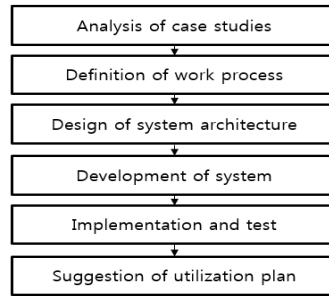 Analysis of case studies
Definition of work process
Design of system architecture
Development of system
Implementation and test
Suggestion of utilization plan